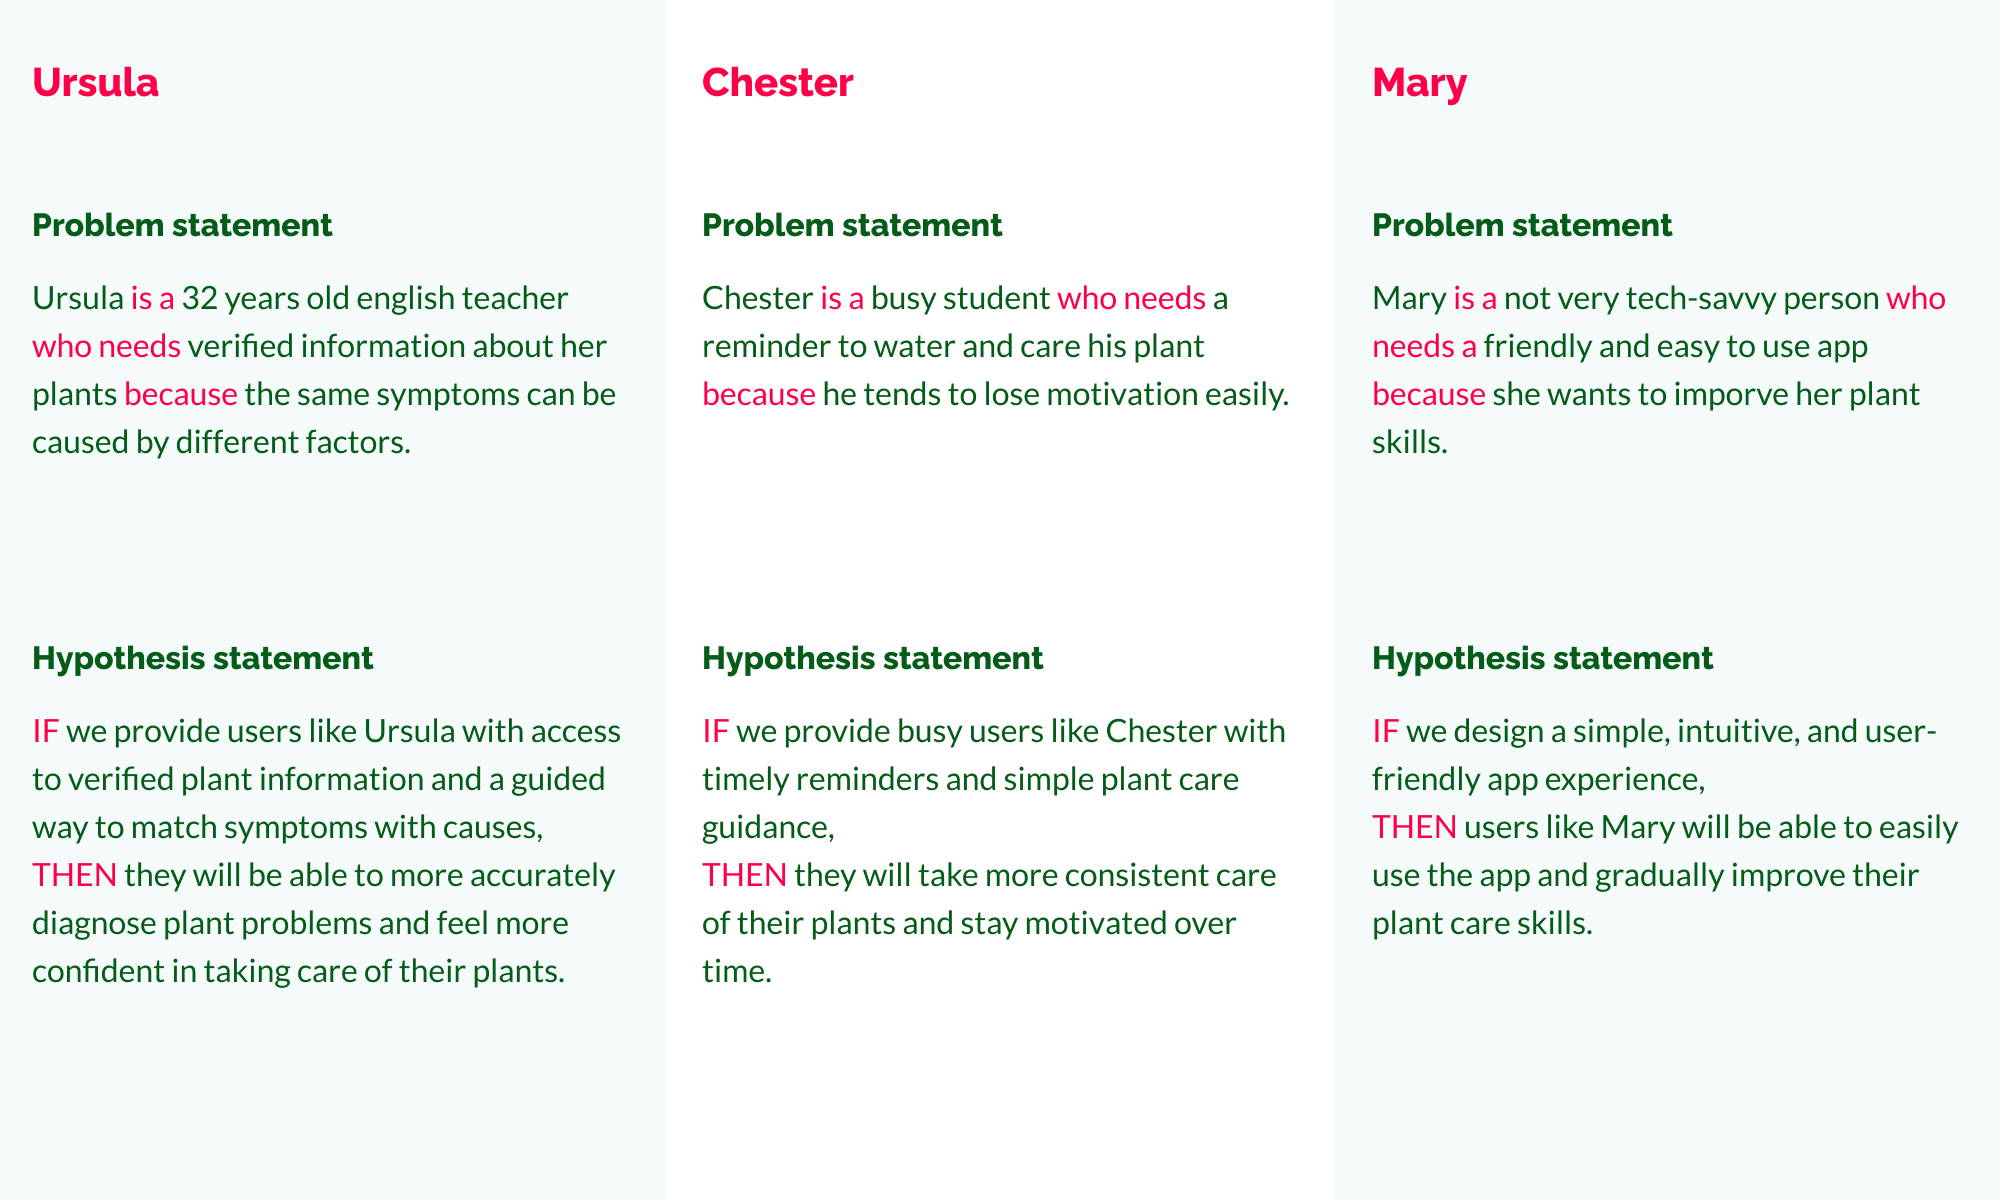 Ursula
Problem statement
Ursula is a 32 years old english teacher
who needs verified information about her
plants because the same symptoms can be
caused by different factors.
Hypothesis statement
IF we provide users like Ursula with access
to verified plant information and a guided
way to match symptoms with causes,
THEN they will be able to more accurately
diagnose plant problems and feel more
confident in taking care of their plants.
Chester
Problem statement
Chester is a busy student who needs a
reminder to water and care his plant
because he tends to lose motivation easily.
Hypothesis statement
IF we provide busy users like Chester with
timely reminders and simple plant care
guidance,
THEN they will take more consistent care
of their plants and stay motivated over
time.
Mary
Problem statement
Mary is a not very tech-savvy person who
needs a friendly and easy to use app
because she wants to imporve her plant
skills.
Hypothesis statement
IF we design a simple, intuitive, and user-
friendly app experience,
THEN users like Mary will be able to easily
use the app and gradually improve their
plant care skills.